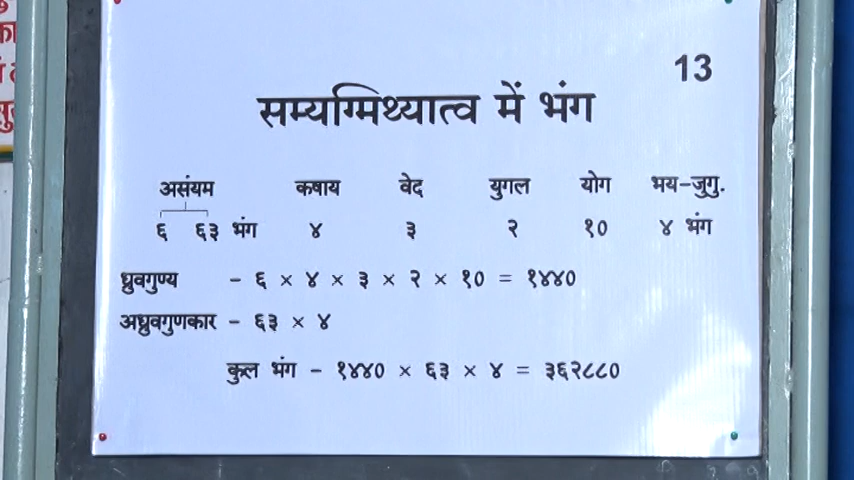 13
सम्यग्मिथ्यात्व में भंग
असंयम कषाय वेद युगल योग भय-जुगु.
६ ६३ भंग ४ ३ २ १० ४ भंग
ध्रुवगुण्य - ६ × ४ × ३ × २ × १० = १४४०
अध्रुवगुणकार - ६३ × ४
कुल भंग - १४४० × ६३ × ४ = ३६२८८०